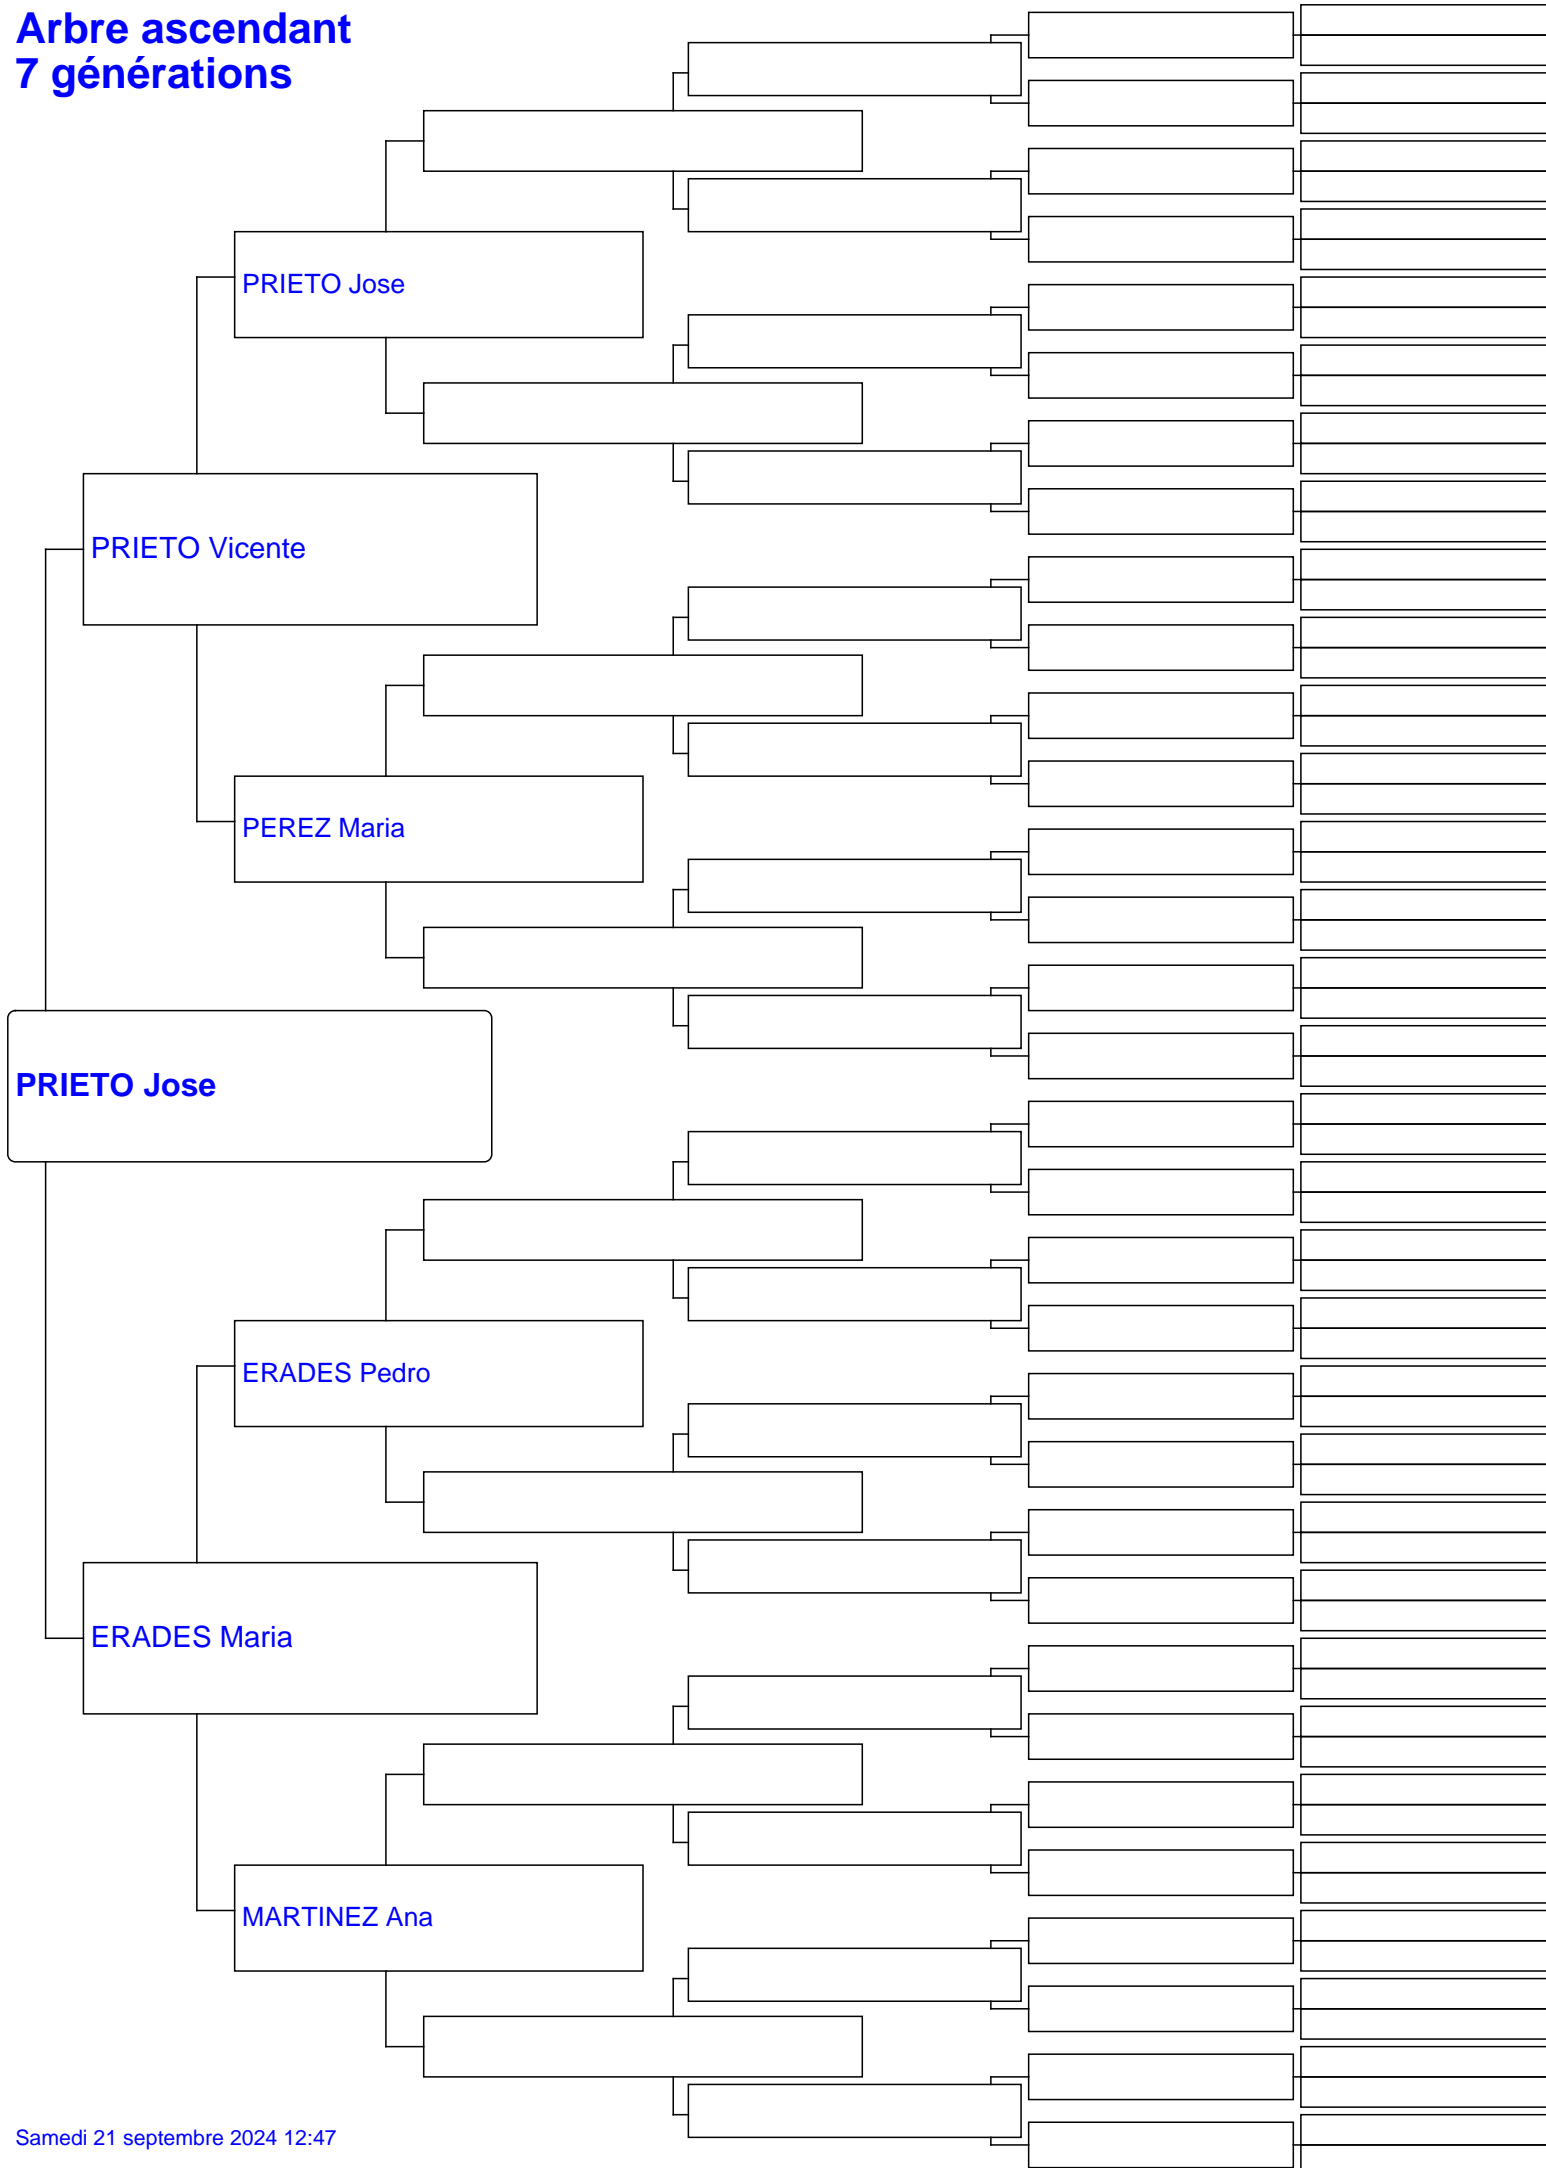 Arbre ascendant
7 générations
PRIETO Jose
PRIETO Vicente
PEREZ Maria
PRIETO Jose
ERADES Pedro
ERADES Maria
MARTINEZ Ana
Samedi 21 septembre 2024 12:47